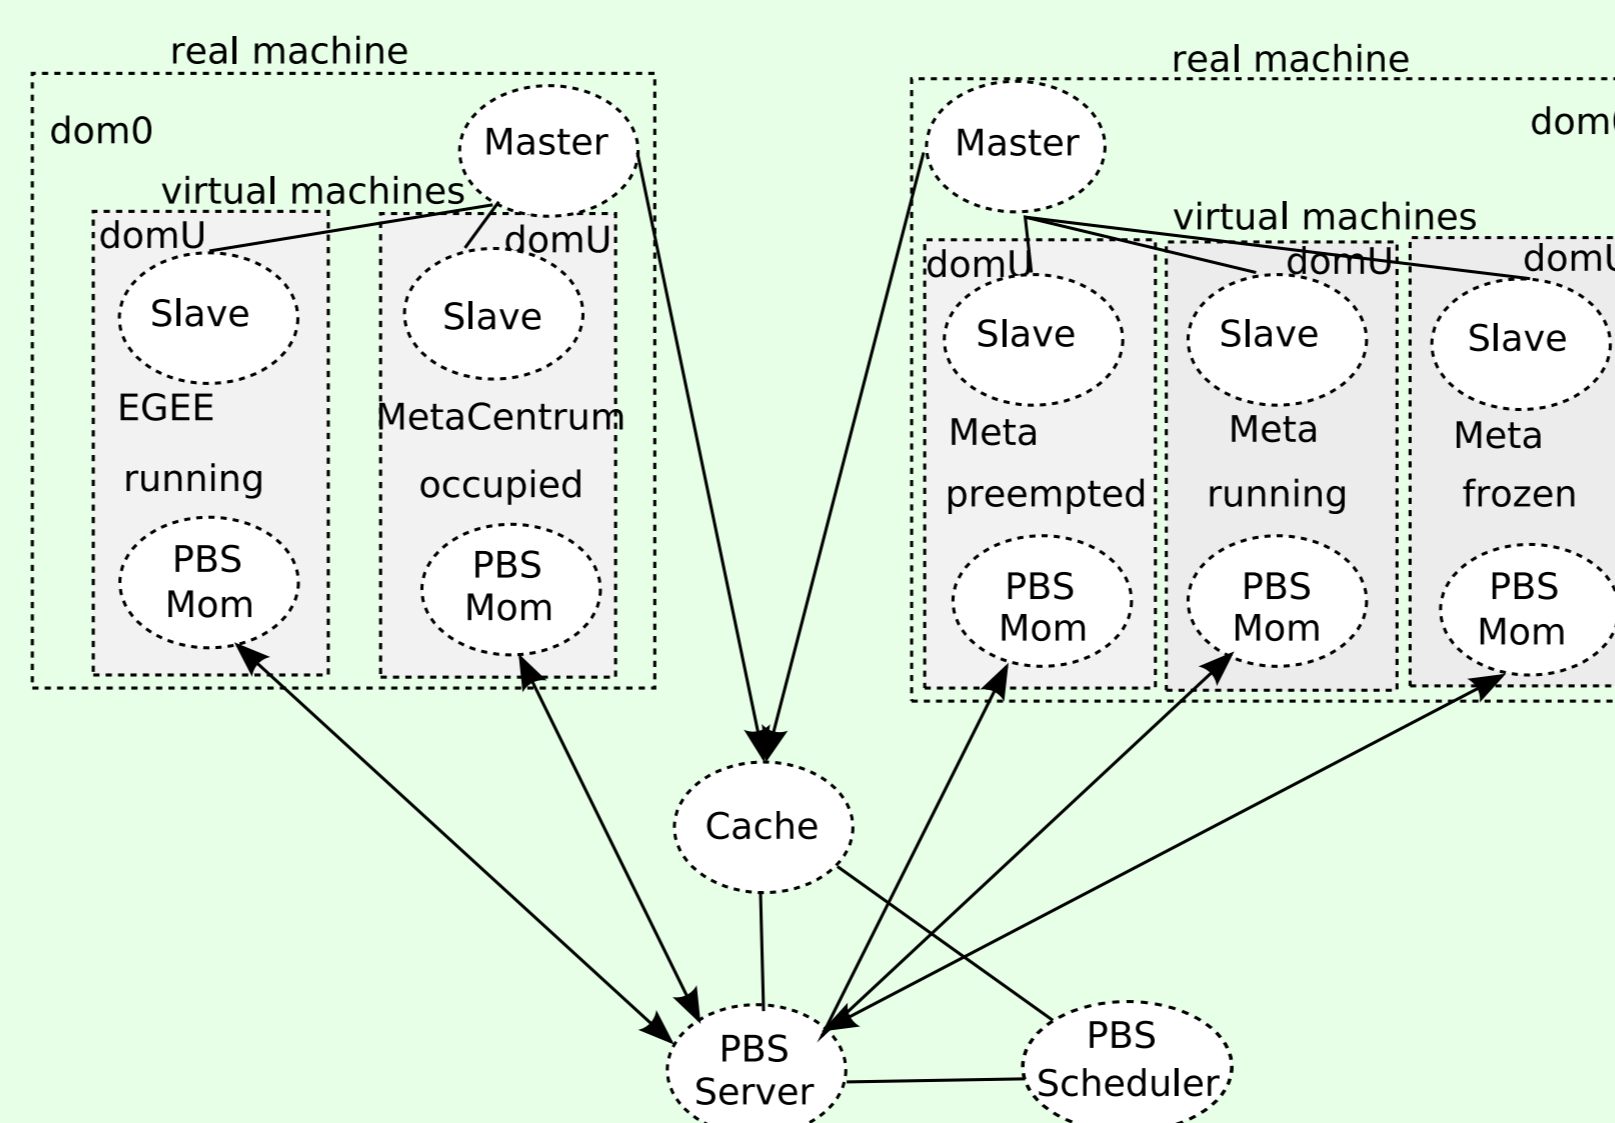 real machine
dom0
Master
virtual machines
domU
domU
Slave
Slave
EGEE
MetaCentrum
running
occupied
PBS
Mom
PBS
Mom
real machine
Master
virtual machines
domU
domU
domU
Slave
Slave
Slave
Meta
Meta
Meta
preempted
running
frozen
PBS
Mom
PBS
Mom
PBS
Mom
Cache
PBS
Server
PBS
Scheduler